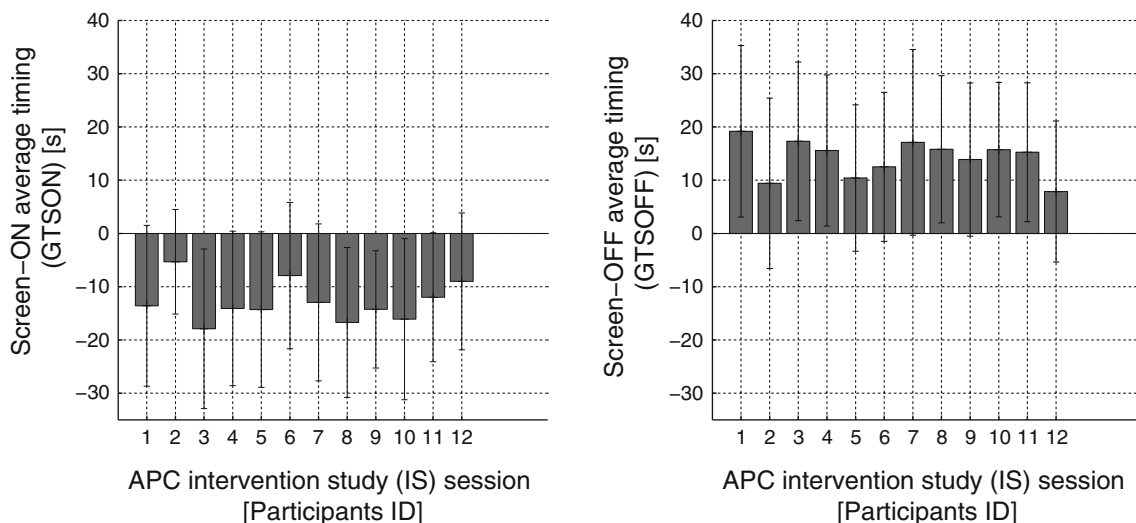 Screen-ON average timing
(GTSON) [s]
40
30
20
10
0
-10
-20
-30
1 2 3 4 5 6 7 8 9 10 11 12
APC intervention study (IS) session
[Participants ID]
Screen-OFF average timing
(GTSOFF) [s]
40
30
20
10
0
-10
-20
-30
1 2 3 4 5 6 7 8 9 10 11 12
APC intervention study (IS) session
[Participants ID]